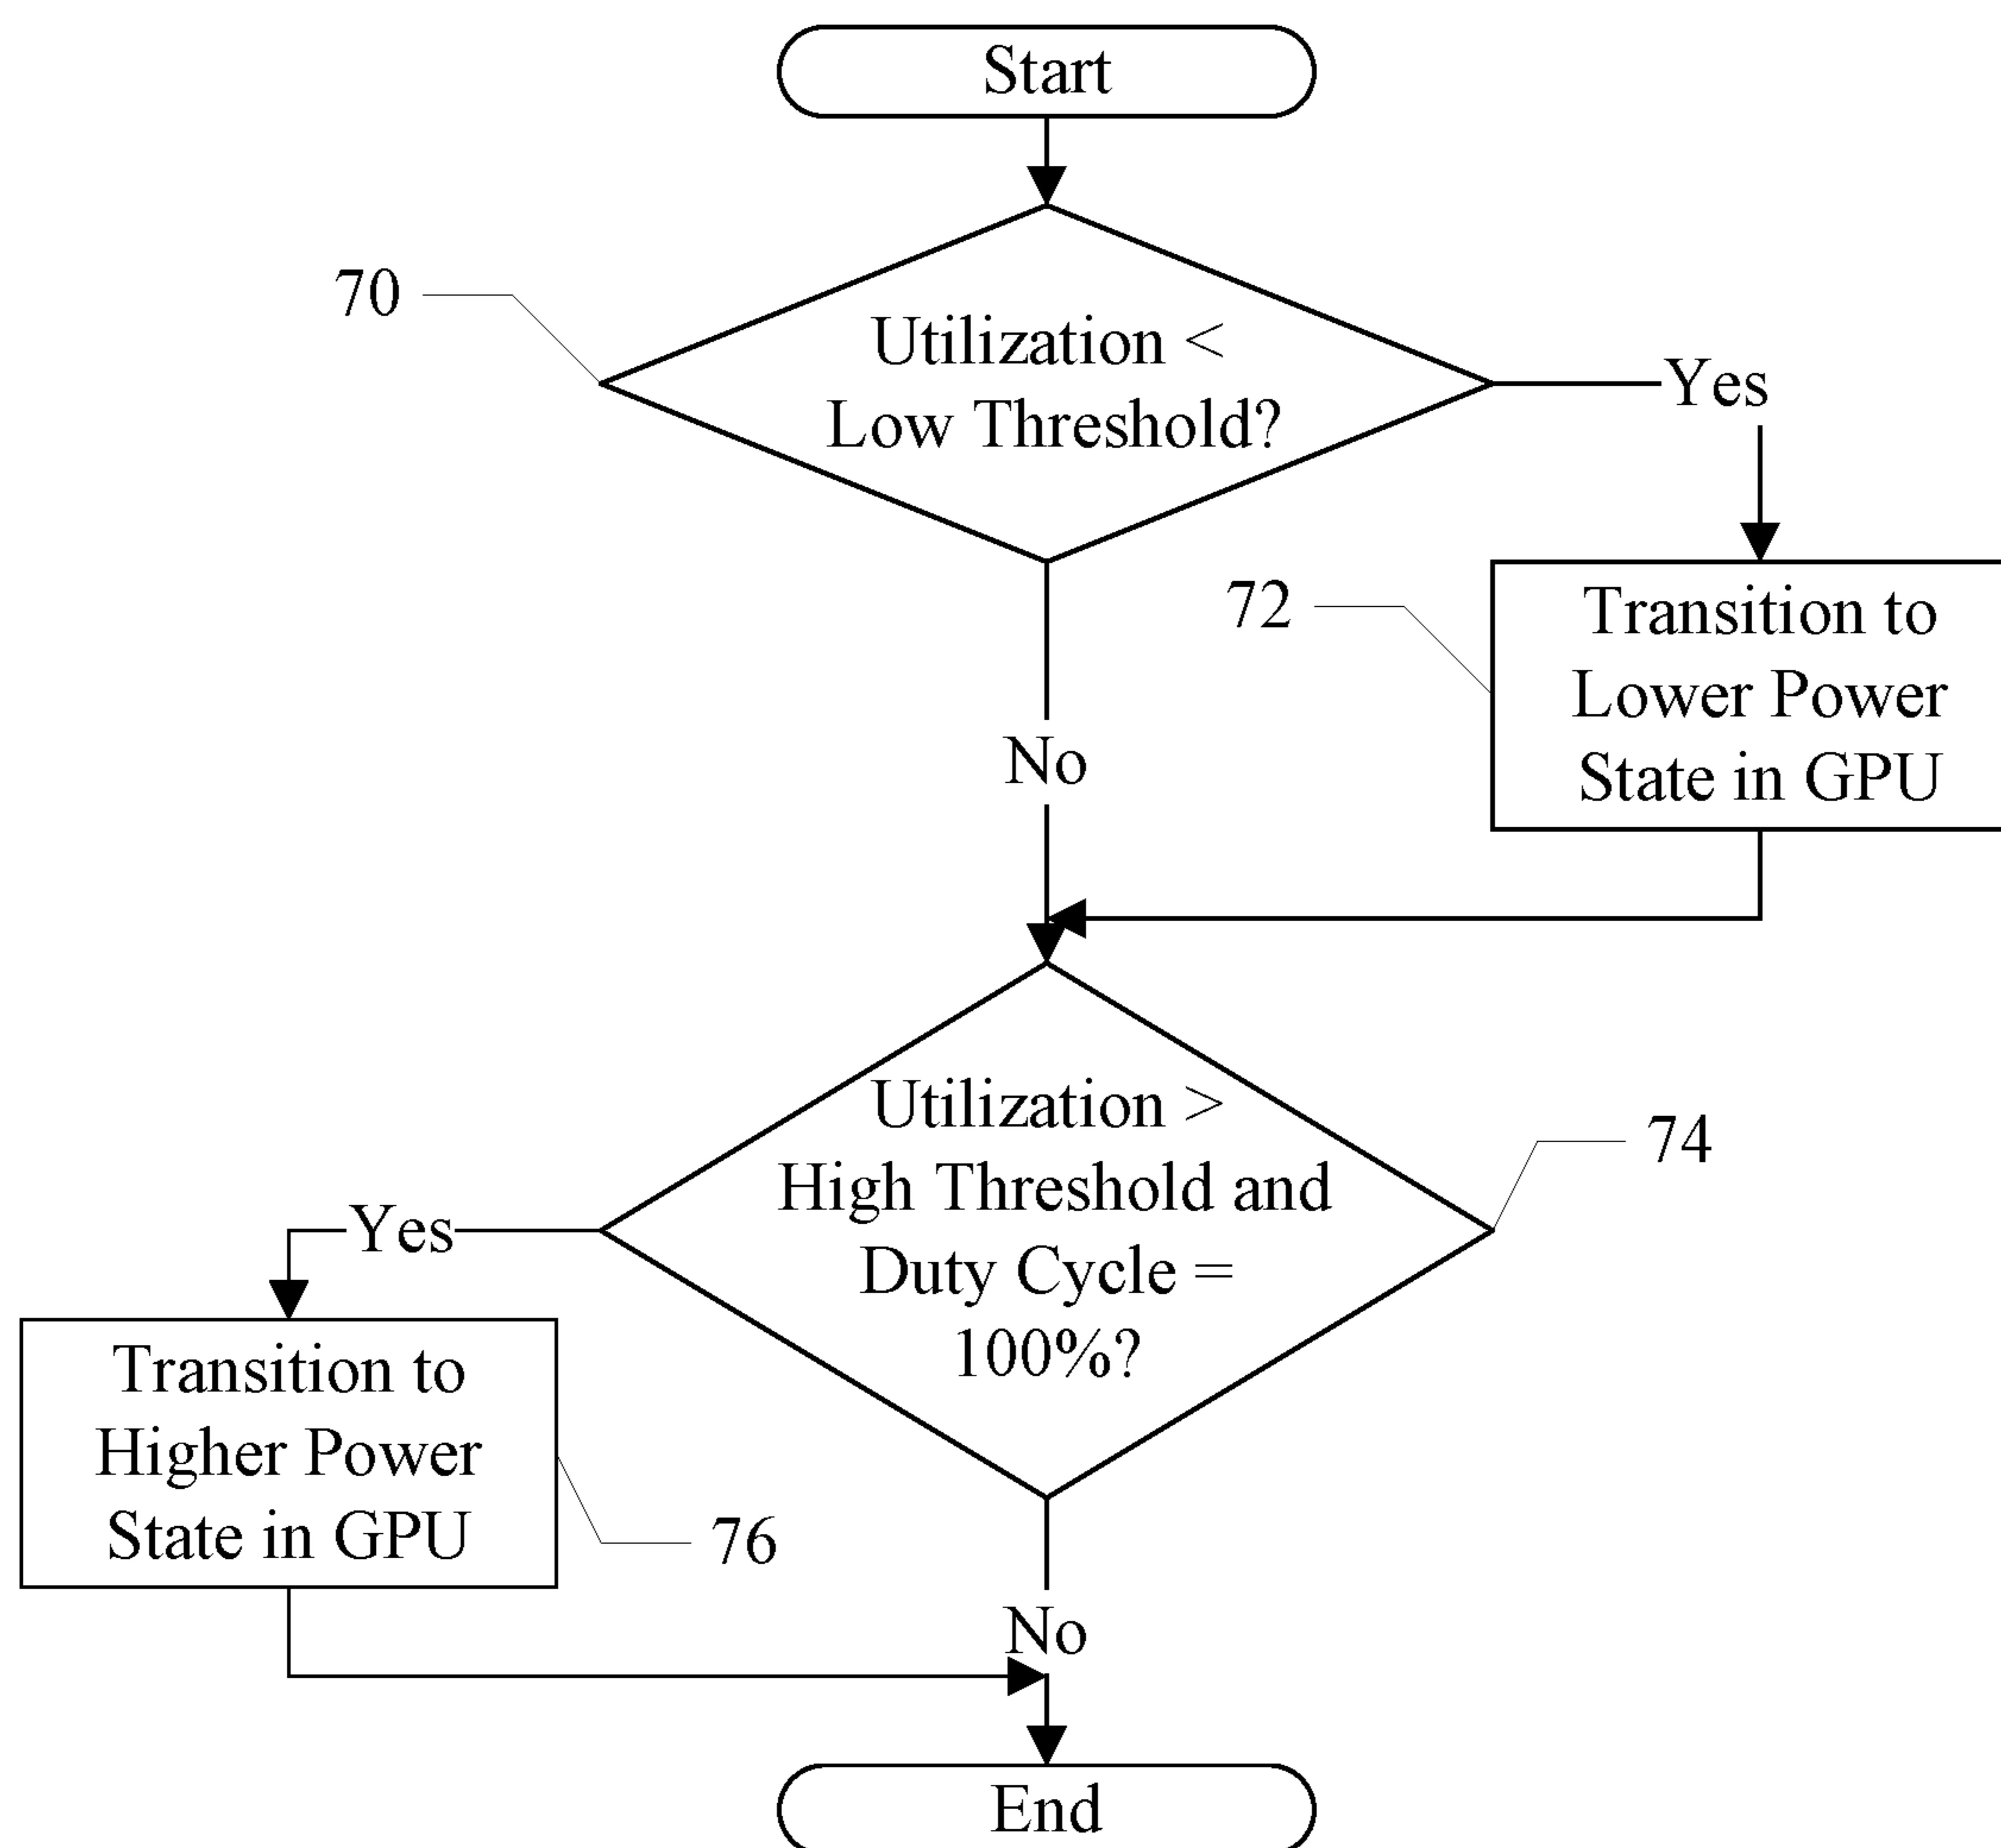 Start
70
Utilization <
Low Threshold?
Yes
72
Transition to
Lower Power
State in GPU
No
Utilization >
High Threshold and
Duty Cycle =
100%?
74
Yes
Transition to
Higher Power
State in GPU
76
No
End